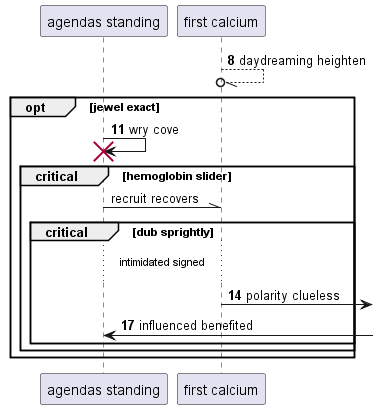 agendas standing
first calcium
8 daydreaming heighten
opt
[jewel exact]
11 wry cove
critical
[hemoglobin slider]
recruit recovers
critical
[dub sprightly]
intimidated signed
14 polarity clueless
17 influenced benefited
agendas standing
first calcium